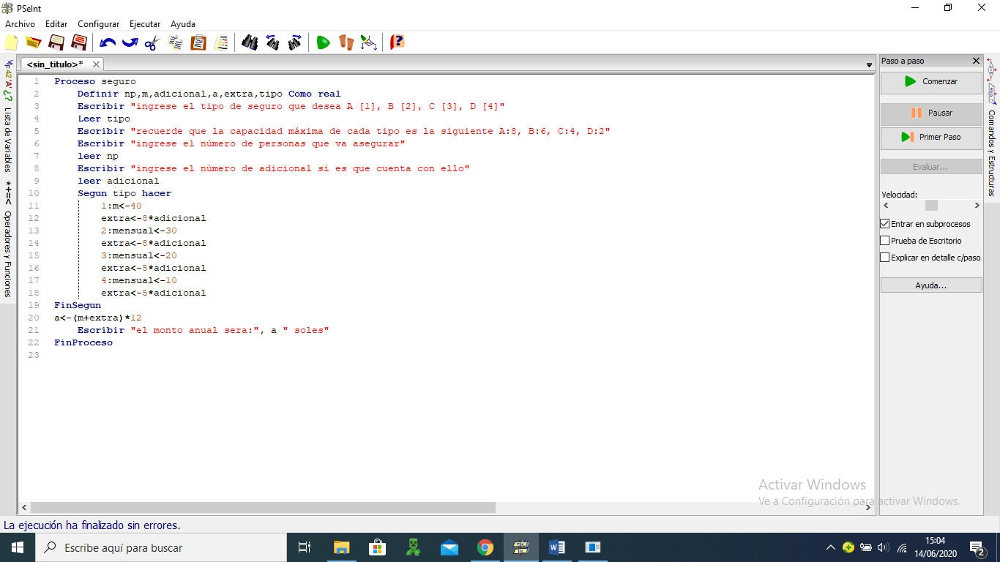 PSeInt
Archivo Editar Configurar Ejecutar Ayuda
<sin_titulo>*
1 Proceso seguro
2 Definir np,m,adicional,a,extra,tipo Como real
3 Escribir "ingrese el tipo de seguro que desea A [1], B [2], C [3], D [4]"
4 Leer tipo
5 Escribir "recuerde que la capacidad máxima de cada tipo es la siguiente A:8, B:6, C:4, D:2"
6 Escribir "ingrese el número de personas que va asegurar"
7 leer np
8 Escribir "ingrese el número de adicional si es que cuenta con ello"
9 leer adicional
10 Segun tipo hacer
11 1:m<-40
12 extra<-8*adicional
13 2:mensual<-30
14 extra<-8*adicional
15 3:mensual<-20
16 extra<-5*adicional
17 4:mensual<-10
18 extra<-5*adicional
19 FinSegun
20 a<-(m+extra)*12
21 Escribir "el monto anual sera:", a " soles"
22 FinProceso
23
42 'A' ¿? Lista de Variables
*+=< Operadores y Funciones
Paso a paso
Comenzar
Pausar
Primer Paso
Evaluar...
Velocidad:
Entrar en subprocesos
Prueba de Escritorio
Explicar en detalle c/paso
Ayuda...
Comandos y Estructuras
Activar Windows
Ve a Configuración para activar Windows.
La ejecución ha finalizado sin errores.
Escribe aquí para buscar
15:04
14/06/2020
2